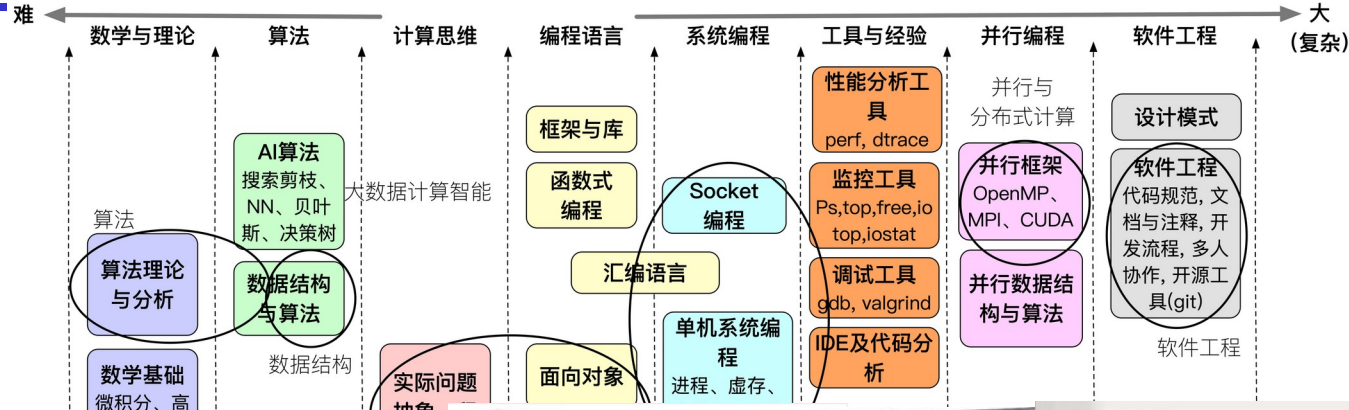 难
大
(复杂)
数学与理论
算法
计算思维
编程语言
系统编程
工具与经验
并行编程
软件工程
算法
算法理论
与分析
数学基础
微积分、高
AI算法
搜索剪枝、
NN、贝叶
斯、决策树
数据结构
与算法
数据结构
大数据计算智能
实际问题
框架与库
函数式
编程
汇编语言
面向对象
Socket
编程
单机系统编
程
进程、虚存、
性能分析工
具
perf, dtrace
监控工具
Ps,top,free,io
top,iostat
调试工具
gdb, valgrind
IDE及代码分
析
并行与
分布式计算
并行框架
OpenMP、
MPI、CUDA
并行数据结
构与算法
设计模式
软件工程
代码规范, 文
档与注释, 开
发流程, 多人
协作, 开源工
具(git)
软件工程